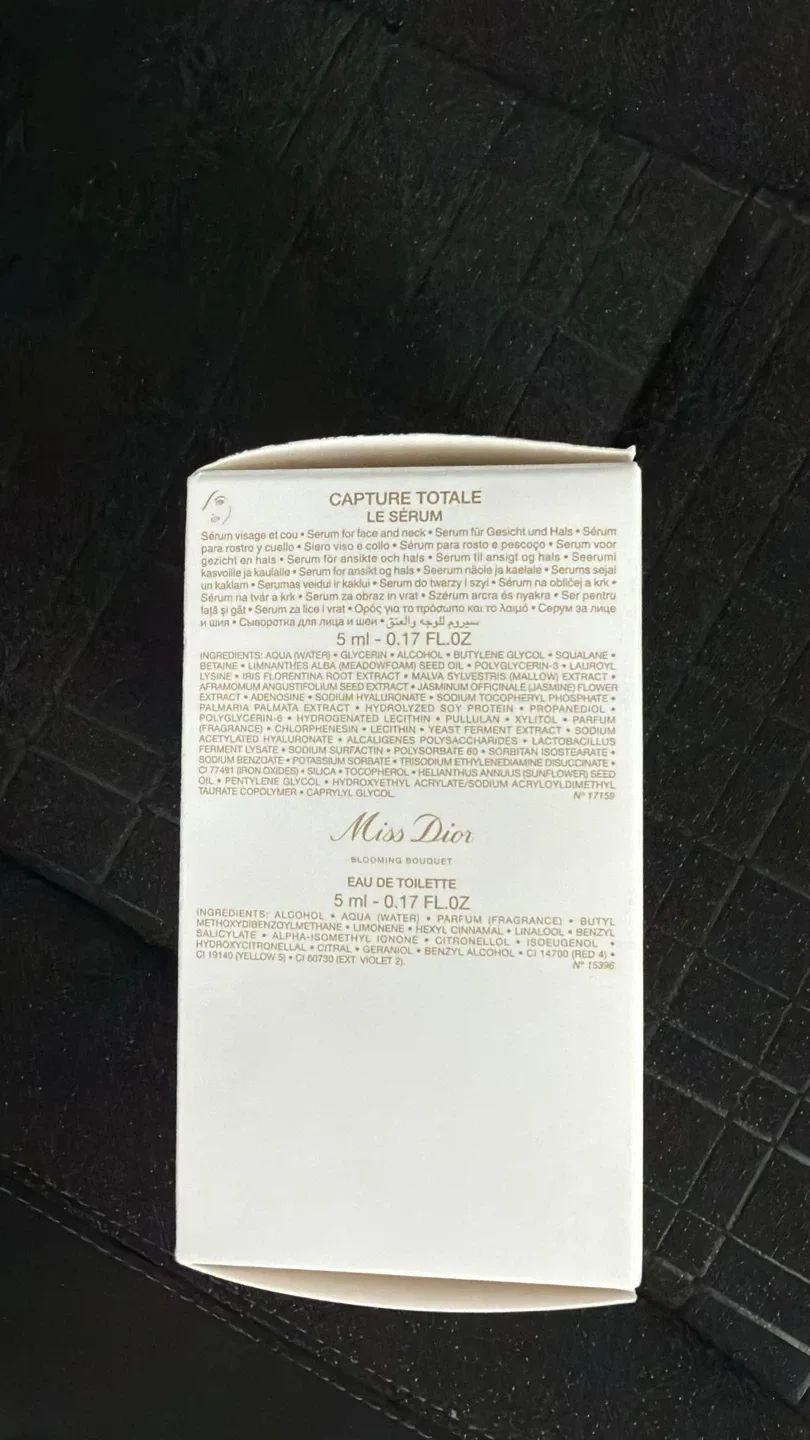 CAPTURE TOTALE
LE SÉRUM
Sérum visage et cou • Serum for face and neck • Serum für Gesicht und Hals • Sérum
para rostro y cuello • Siero viso e collo • Sérum para rosto e pescoço • Serum voor
gezicht en hals • Serum för ansikte och hals • Serum til ansigt og hals • Seerumi
kasvoille ja kaulalle • Serum for ansikt og hals • Seerum näole ja kaelale • Serums sejai
un kaklam • Serumas veidui ir kaklui • Serum do twarzy i szyi • Sérum na obličej a krk •
Sérum na tvár a krk • Serum za obraz in vrat • Szérum arcra és nyakra • Ser pentru
faţă şi gât • Serum za lice i vrat • Ορός για το πρόσωπο και το λαιμό • Серум за лице
и шия • Сыворотка для лица и шеи • سيروم للوجه والعنق
5 ml - 0.17 FL.OZ
INGREDIENTS: AQUA (WATER) • GLYCERIN • ALCOHOL • BUTYLENE GLYCOL • SQUALANE •
BETAINE • LIMNANTHES ALBA (MEADOWFOAM) SEED OIL • POLYGLYCERIN-3 • LAUROYL
LYSINE • IRIS FLORENTINA ROOT EXTRACT • MALVA SYLVESTRIS (MALLOW) EXTRACT •
AFRAMOMUM ANGUSTIFOLIUM SEED EXTRACT • JASMINUM OFFICINALE (JASMINE) FLOWER
EXTRACT • ADENOSINE • SODIUM HYALURONATE • SODIUM TOCOPHERYL PHOSPHATE •
PALMARIA PALMATA EXTRACT • HYDROLYZED SOY PROTEIN • PROPANEDIOL •
POLYGLYCERIN-6 • HYDROGENATED LECITHIN • PULLULAN • XYLITOL • PARFUM
(FRAGRANCE) • CHLORPHENESIN • LECITHIN • YEAST FERMENT EXTRACT • SODIUM
ACETYLATED HYALURONATE • ALCALIGENES POLYSACCHARIDES • LACTOBACILLUS
FERMENT LYSATE • SODIUM SURFACTIN • POLYSORBATE 80 • SORBITAN ISOSTEARATE •
SODIUM BENZOATE • POTASSIUM SORBATE • TRISODIUM ETHYLENEDIAMINE DISUCCINATE •
CI 77491 (IRON OXIDES) • SILICA • TOCOPHEROL • HELIANTHUS ANNUUS (SUNFLOWER) SEED
OIL • PENTYLENE GLYCOL • HYDROXYETHYL ACRYLATE/SODIUM ACRYLOYLDIMETHYL
TAURATE COPOLYMER • CAPRYLYL GLYCOL. N° 17159
Miss Dior
BLOOMING BOUQUET
EAU DE TOILETTE
5 ml - 0.17 FL.OZ
INGREDIENTS: ALCOHOL • AQUA (WATER) • PARFUM (FRAGRANCE) • BUTYL
METHOXYDIBENZOYLMETHANE • LIMONENE • HEXYL CINNAMAL • LINALOOL • BENZYL
SALICYLATE • ALPHA-ISOMETHYL IONONE • CITRONELLOL • ISOEUGENOL •
HYDROXYCITRONELLAL • CITRAL • GERANIOL • BENZYL ALCOHOL • CI 14700 (RED 4) •
CI 19140 (YELLOW 5) • CI 60730 (EXT. VIOLET 2). N° 15396